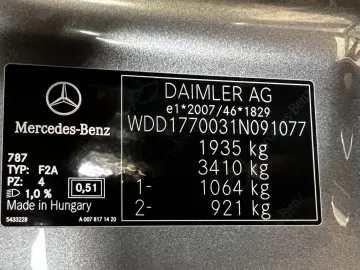 DAIMLER AG
e1*2007/46*1829
WDD1770031N091077
1935 kg
3410 kg
1- 1064 kg
2- 921 kg
Mercedes-Benz
787
TYP: F2A
PZ: 4
1,0% 0,51
Made in Hungary
5433228 A 007 817 14 20